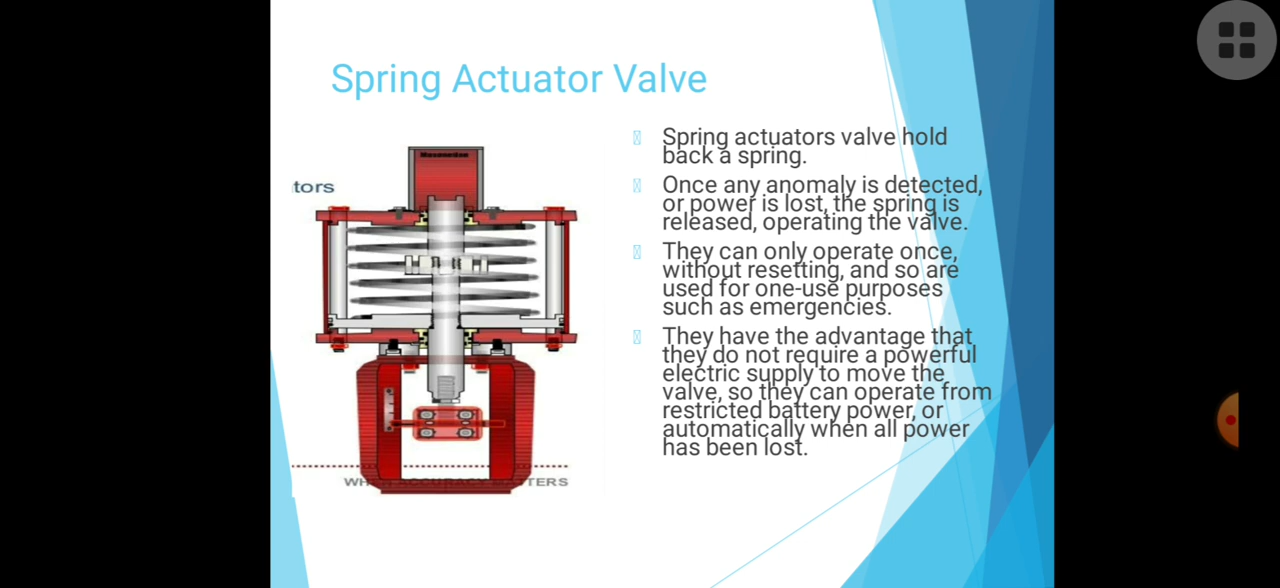 Spring Actuator Valve
tors
Spring actuators valve hold
back a spring.
Once any anomaly is detected,
or power is lost, the spring is
released, operating the valve.
They can only operate once,
without resetting, and so are
used for one-use purposes
such as emergencies.
They have the advantage that
they do not require a powerful
electric supply to move the
valve, so they can operate from
restricted battery power, or
automatically when all power
has been lost.